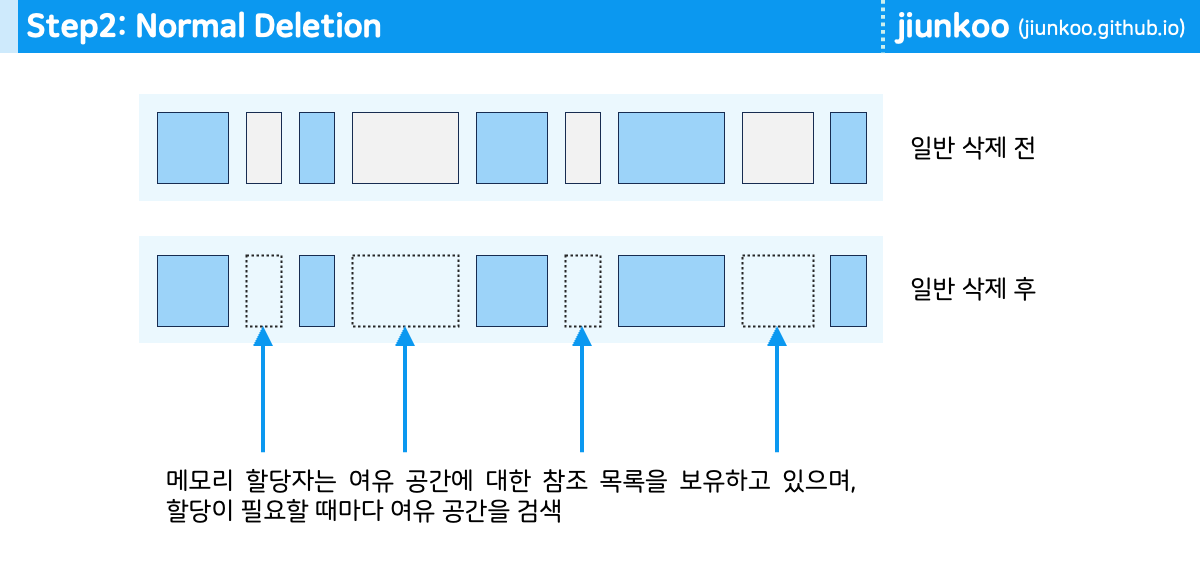 Step2: Normal Deletion
jiunkoo (jiunkoo.github.io)
일반 삭제 전
일반 삭제 후
메모리 할당자는 여유 공간에 대한 참조 목록을 보유하고 있으며,
할당이 필요할 때마다 여유 공간을 검색